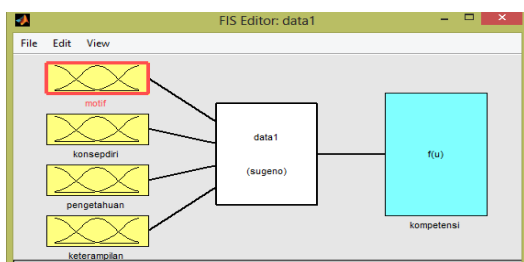 FIS Editor: data1
File Edit View
motif
konsepdiri
pengetahuan
keterampilan
data1
(sugeno)
f(u)
kompetensi